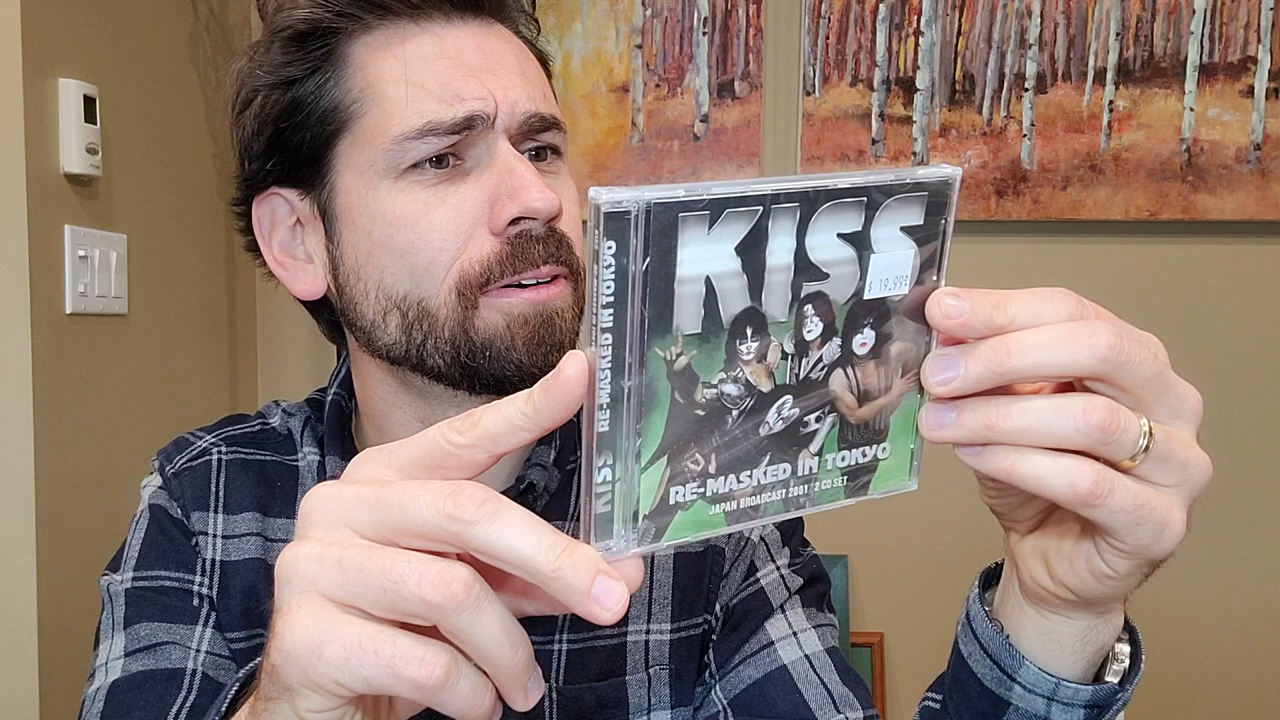 KISS
$ 19.99
RE-MASKED IN TOKYO
JAPAN BROADCAST 2001 2 CD SET
KISS RE-MASKED IN TOKYO